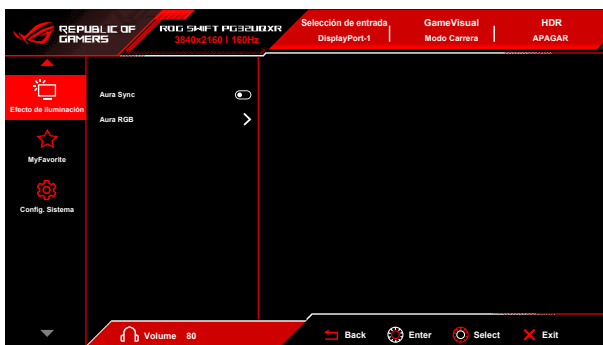 REPUBLIC OF
GAMERS
ROG SWIFT PG32UQXR
3840x2160 | 160Hz
Selección de entrada
DisplayPort-1
GameVisual
Modo Carrera
HDR
APAGAR
Efecto de iluminación
MyFavorite
Config. Sistema
Aura Sync
Aura RGB
Volume 80
Back
Enter
Select
Exit